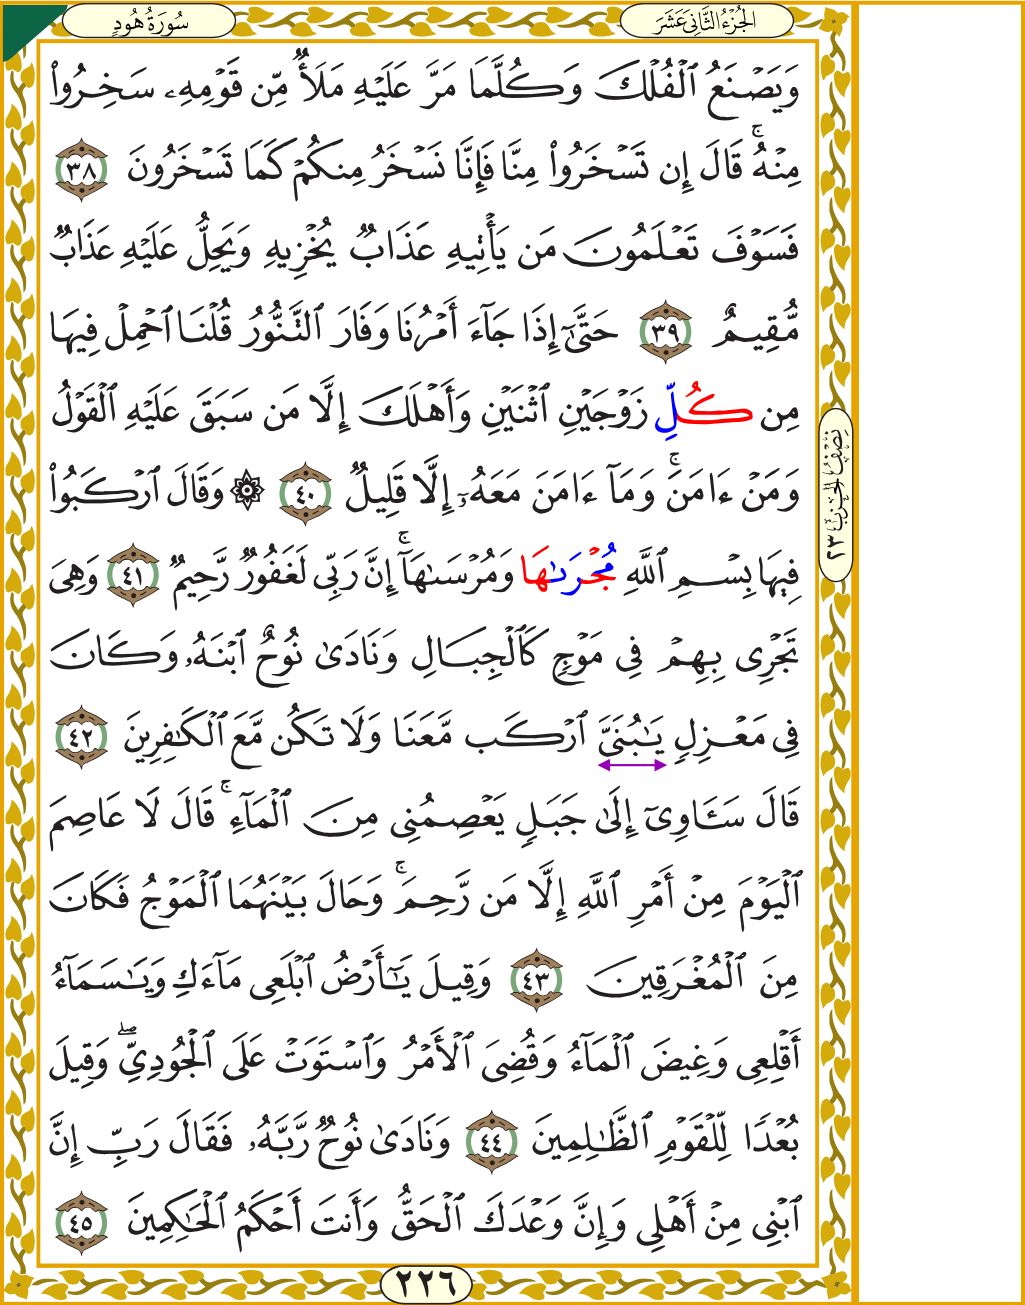 سُورَةُ هُودٍ
الجُزْءُ الثَّانِيَ عَشَرَ
وَيَصْنَعُ ٱلْفُلْكَ وَكُلَّمَا مَرَّ عَلَيْهِ مَلَأٌ مِّن قَوْمِهِۦ سَخِرُوا۟
مِنْهُ ۚ قَالَ إِن تَسْخَرُوا۟ مِنَّا فَإِنَّا نَسْخَرُ مِنكُمْ كَمَا تَسْخَرُونَ ٣٨
فَسَوْفَ تَعْلَمُونَ مَن يَأْتِيهِ عَذَابٌ يُخْزِيهِ وَيَحِلُّ عَلَيْهِ عَذَابٌ
مُّقِيمٌ ٣٩ حَتَّىٰٓ إِذَا جَآءَ أَمْرُنَا وَفَارَ ٱلتَّنُّورُ قُلْنَا ٱحْمِلْ فِيهَا
مِن كُلِّ زَوْجَيْنِ ٱثْنَيْنِ وَأَهْلَكَ إِلَّا مَن سَبَقَ عَلَيْهِ ٱلْقَوْلُ
وَمَنْ ءَامَنَ ۚ وَمَآ ءَامَنَ مَعَهُۥٓ إِلَّا قَلِيلٌ ٤٠ ۞ وَقَالَ ٱرْكَبُوا۟
فِيهَا بِسْمِ ٱللَّهِ مُجْرَىٰهَا وَمُرْسَىٰهَآ ۚ إِنَّ رَبِّى لَغَفُورٌ رَّحِيمٌ ٤١ وَهِىَ
تَجْرِى بِهِمْ فِى مَوْجٍ كَٱلْجِبَالِ وَنَادَىٰ نُوحٌ ٱبْنَهُۥ وَكَانَ
فِى مَعْزِلٍ يَٰبُنَىَّ ٱرْكَب مَّعَنَا وَلَا تَكُن مَّعَ ٱلْكَٰفِرِينَ ٤٢
قَالَ سَـَٔاوِىٓ إِلَىٰ جَبَلٍ يَعْصِمُنِى مِنَ ٱلْمَآءِ ۚ قَالَ لَا عَاصِمَ
ٱلْيَوْمَ مِنْ أَمْرِ ٱللَّهِ إِلَّا مَن رَّحِمَ ۚ وَحَالَ بَيْنَهُمَا ٱلْمَوْجُ فَكَانَ
مِنَ ٱلْمُغْرَقِينَ ٤٣ وَقِيلَ يَٰٓأَرْضُ ٱبْلَعِى مَآءَكِ وَيَٰسَمَآءُ
أَقْلِعِى وَغِيضَ ٱلْمَآءُ وَقُضِىَ ٱلْأَمْرُ وَٱسْتَوَتْ عَلَى ٱلْجُودِىِّ ۖ وَقِيلَ
بُعْدًا لِّلْقَوْمِ ٱلظَّٰلِمِينَ ٤٤ وَنَادَىٰ نُوحٌ رَّبَّهُۥ فَقَالَ رَبِّ إِنَّ
ٱبْنِى مِنْ أَهْلِى وَإِنَّ وَعْدَكَ ٱلْحَقُّ وَأَنتَ أَحْكَمُ ٱلْحَٰكِمِينَ ٤٥
نِصْفُ الحِزْبِ ٢٣
٢٢٦